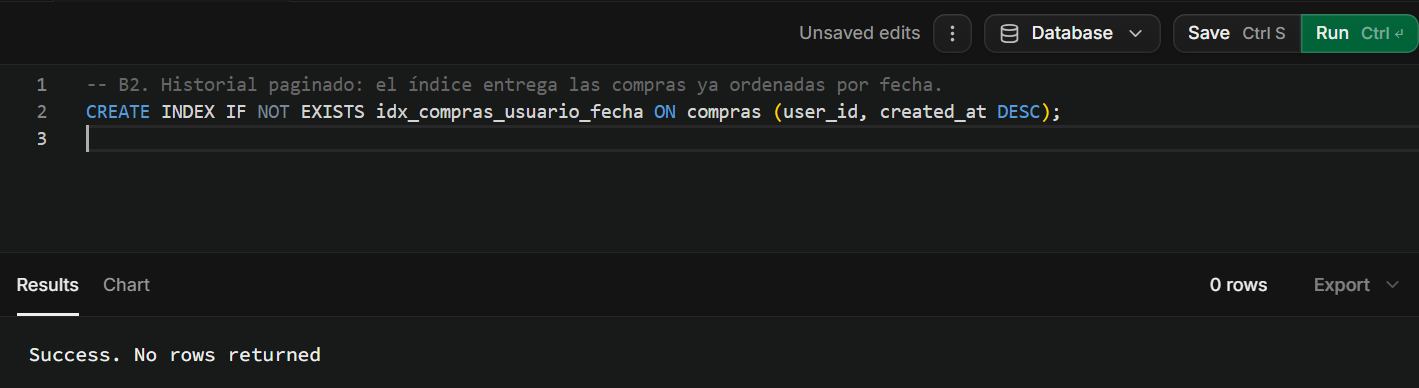 Unsaved edits Database Save Ctrl S Run Ctrl ↵
1 -- B2. Historial paginado: el índice entrega las compras ya ordenadas por fecha.
2 CREATE INDEX IF NOT EXISTS idx_compras_usuario_fecha ON compras (user_id, created_at DESC);
3
Results Chart 0 rows Export
Success. No rows returned